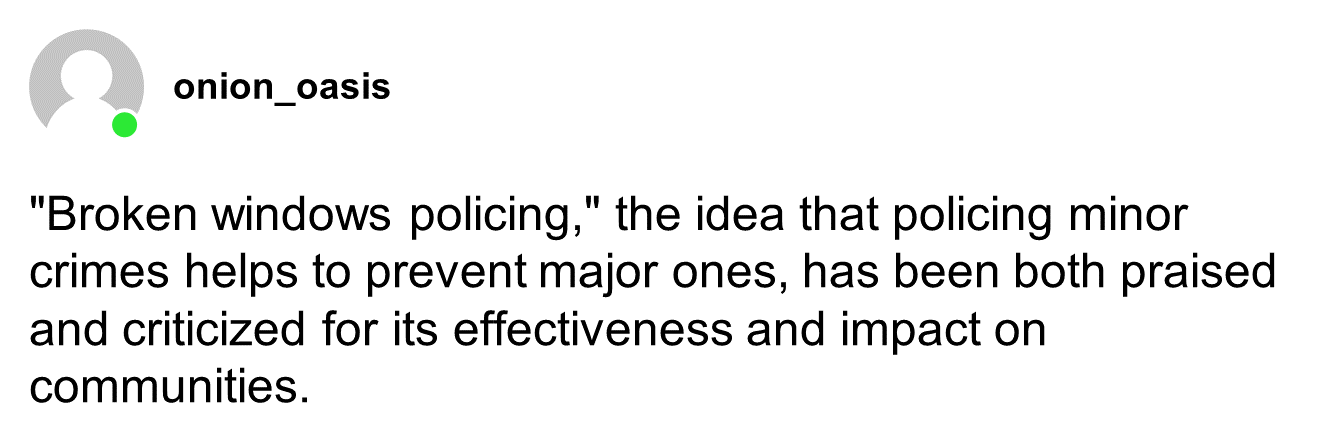 onion_oasis
"Broken windows policing," the idea that policing minor
crimes helps to prevent major ones, has been both praised
and criticized for its effectiveness and impact on
communities.